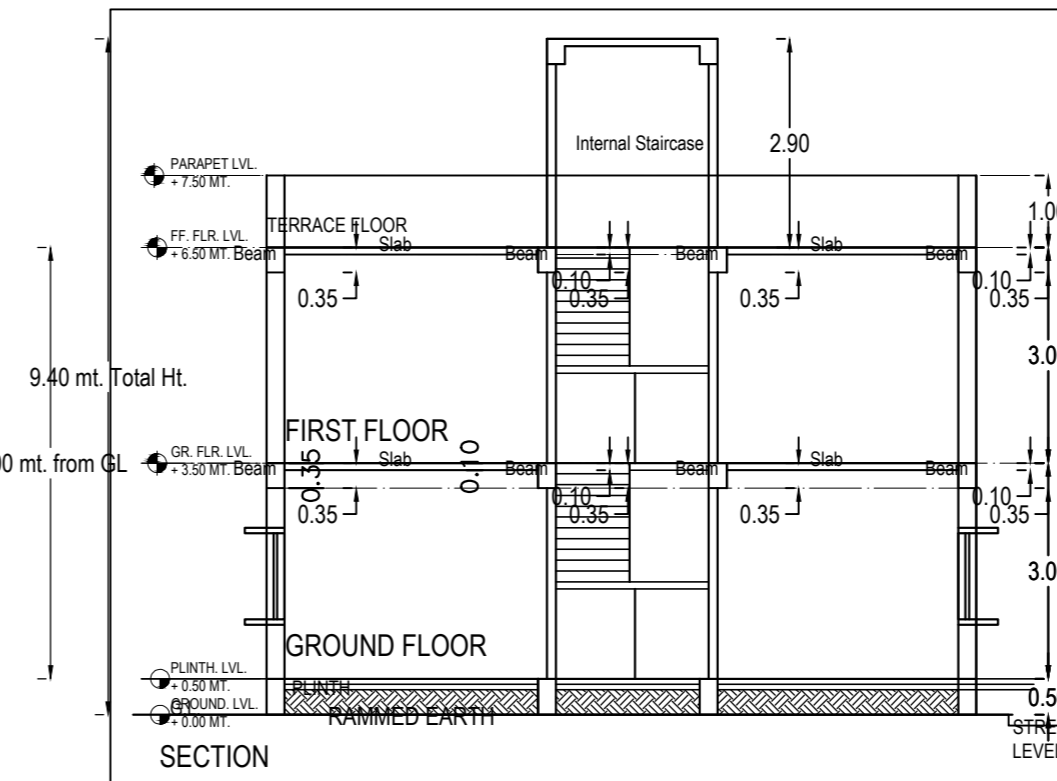 Internal Staircase
2.90
PARAPET LVL.
+ 7.50 MT.
1.0
TERRACE FLOOR
FF. FLR. LVL.
+ 6.50 MT.
Beam
Slab
Beam
Beam
Slab
Beam
0.35
0.10
0.35
0.35
0.10
0.35
3.0
9.40 mt. Total Ht.
FIRST FLOOR
0.35
0.10
0 mt. from GL
GR. FLR. LVL.
+ 3.50 MT.
Beam
Slab
Beam
Beam
Slab
Beam
0.35
0.10
0.35
0.35
0.10
0.35
3.0
GROUND FLOOR
PLINTH. LVL.
+ 0.50 MT.
PLINTH
0.5
GROUND. LVL.
+ 0.00 MT.
RAMMED EARTH
STRE
LEVEL
SECTION